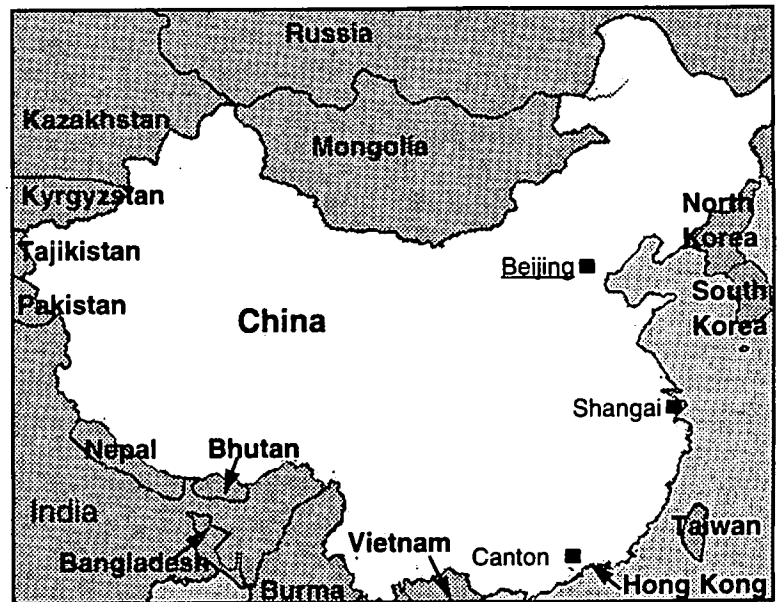 Russia
Kazakhstan
Mongolia
Kyrgyzstan
North
Korea
Tajikistan
Beijing
Pakistan
South
Korea
China
Shangai
Nepal
Bhutan
India
Taiwan
Vietnam
Canton
Bangladesh
Burma
Hong Kong